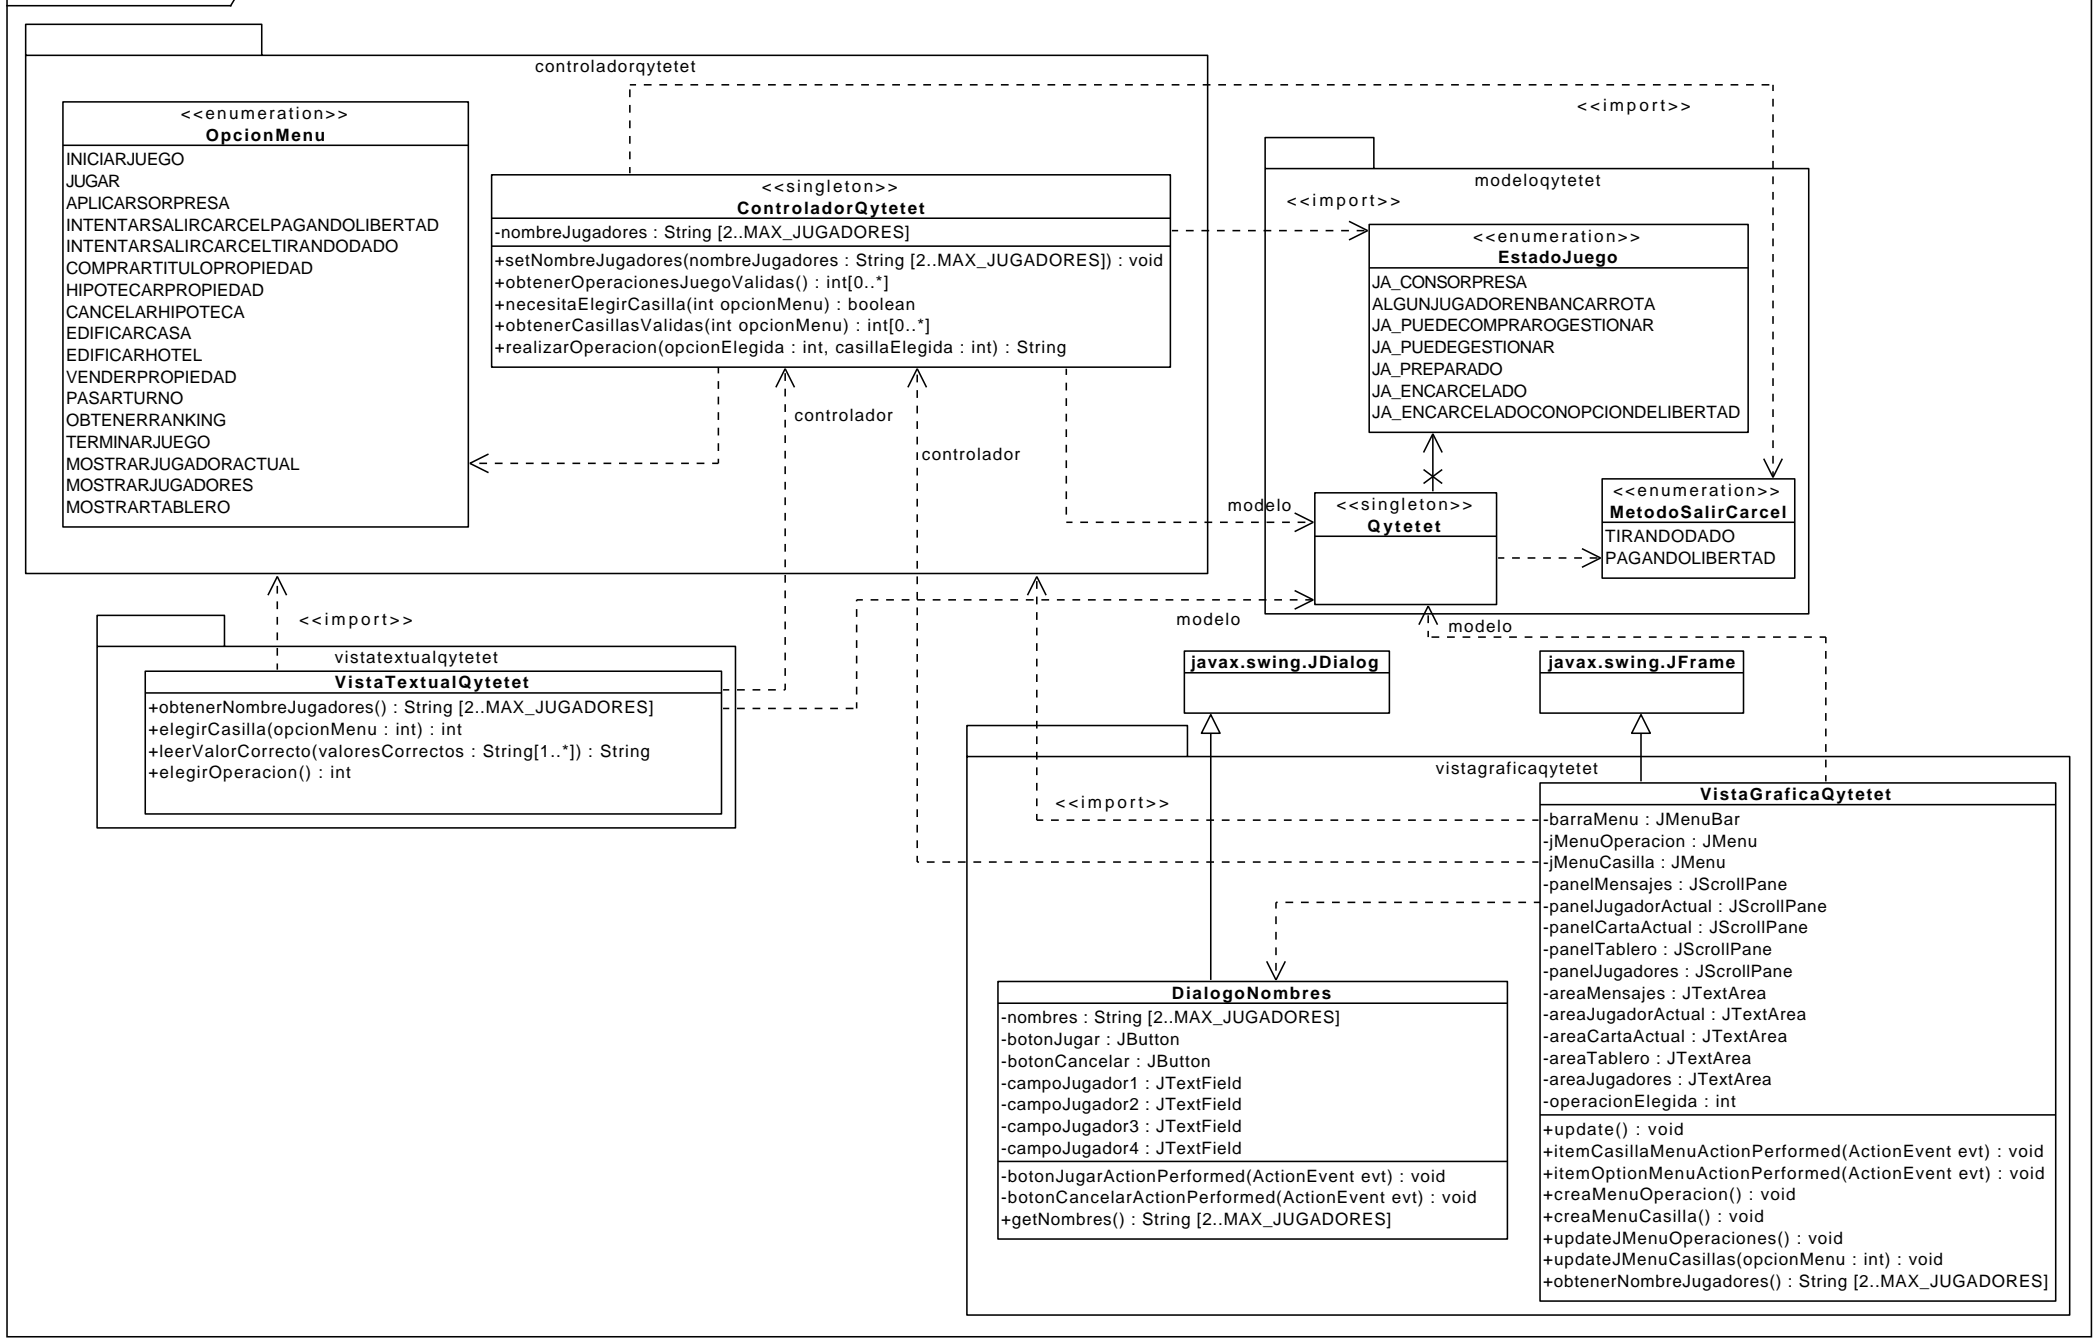 controladorqytetet
<<enumeration>>
OpcionMenu
INICIARJUEGO
JUGAR
APLICARSORPRESA
INTENTARSALIRCARCELPAGANDOLIBERTAD
INTENTARSALIRCARCELTIRANDODADO
COMPRARTITULOPROPIEDAD
HIPOTECARPROPIEDAD
CANCELARHIPOTECA
EDIFICARCASA
EDIFICARHOTEL
VENDERPROPIEDAD
PASARTURNO
OBTENERRANKING
TERMINARJUEGO
MOSTRARJUGADORACTUAL
MOSTRARJUGADORES
MOSTRARTABLERO
<<singleton>>
ControladorQytetet
-nombreJugadores : String [2..MAX_JUGADORES]
+setNombreJugadores(nombreJugadores : String [2..MAX_JUGADORES]) : void
+obtenerOperacionesJuegoValidas() : int[0..*]
+necesitaElegirCasilla(int opcionMenu) : boolean
+obtenerCasillasValidas(int opcionMenu) : int[0..*]
+realizarOperacion(opcionElegida : int, casillaElegida : int) : String
controlador
controlador
<<import>>
modeloqytetet
<<import>>
<<enumeration>>
EstadoJuego
JA_CONSORPRESA
ALGUNJUGADORENBANCARROTA
JA_PUEDECOMPRAROGESTIONAR
JA_PUEDEGESTIONAR
JA_PREPARADO
JA_ENCARCELADO
JA_ENCARCELADOCONOPCIONDELIBERTAD
modelo
<<singleton>>
Qytetet
<<enumeration>>
MetodoSalirCarcel
TIRANDODADO
PAGANDOLIBERTAD
<<import>>
modelo
modelo
vistatextualqytetet
VistaTextualQytetet
+obtenerNombreJugadores() : String [2..MAX_JUGADORES]
+elegirCasilla(opcionMenu : int) : int
+leerValorCorrecto(valoresCorrectos : String[1..*]) : String
+elegirOperacion() : int
javax.swing.JDialog
javax.swing.JFrame
vistagraficaqytetet
<<import>>
DialogoNombres
-nombres : String [2..MAX_JUGADORES]
-botonJugar : JButton
-botonCancelar : JButton
-campoJugador1 : JTextField
-campoJugador2 : JTextField
-campoJugador3 : JTextField
-campoJugador4 : JTextField
-botonJugarActionPerformed(ActionEvent evt) : void
-botonCancelarActionPerformed(ActionEvent evt) : void
+getNombres() : String [2..MAX_JUGADORES]
VistaGraficaQytetet
-barraMenu : JMenuBar
-jMenuOperacion : JMenu
-jMenuCasilla : JMenu
-panelMensajes : JScrollPane
-panelJugadorActual : JScrollPane
-panelCartaActual : JScrollPane
-panelTablero : JScrollPane
-panelJugadores : JScrollPane
-areaMensajes : JTextArea
-areaJugadorActual : JTextArea
-areaCartaActual : JTextArea
-areaTablero : JTextArea
-areaJugadores : JTextArea
-operacionElegida : int
+update() : void
+itemCasillaMenuActionPerformed(ActionEvent evt) : void
+itemOptionMenuActionPerformed(ActionEvent evt) : void
+creaMenuOperacion() : void
+creaMenuCasilla() : void
+updateJMenuOperaciones() : void
+updateJMenuCasillas(opcionMenu : int) : void
+obtenerNombreJugadores() : String [2..MAX_JUGADORES]